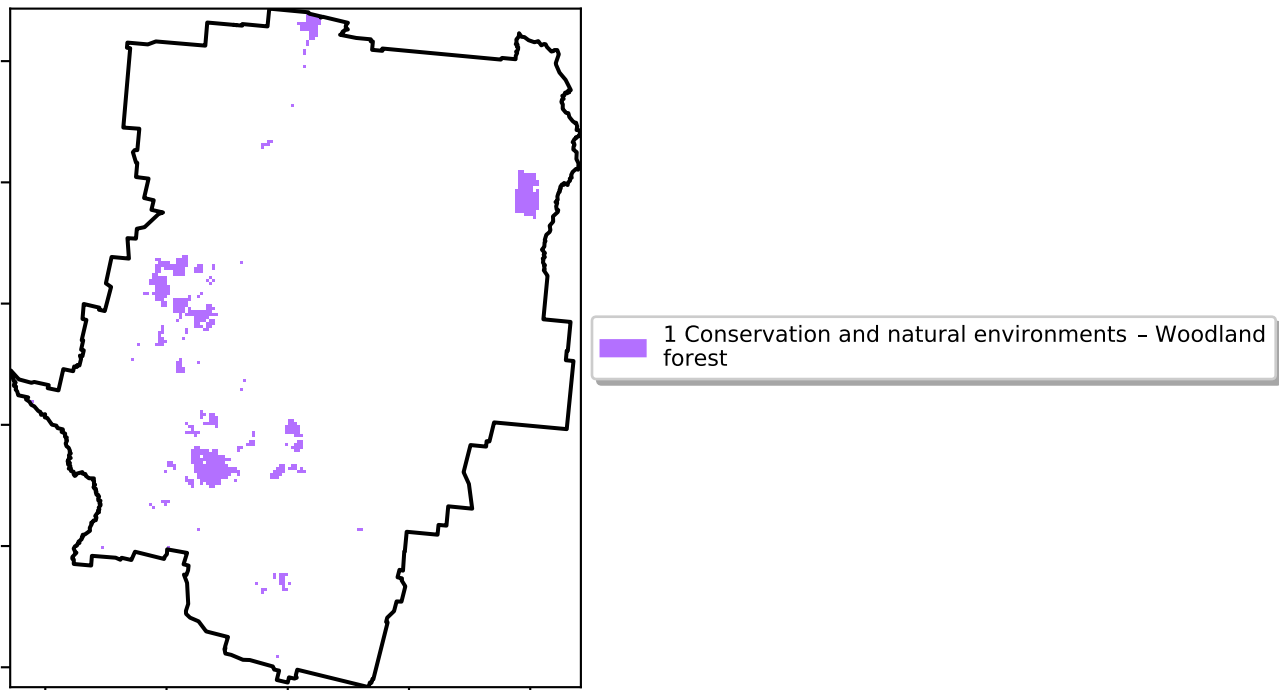 1 Conservation and natural environments – Woodland
forest